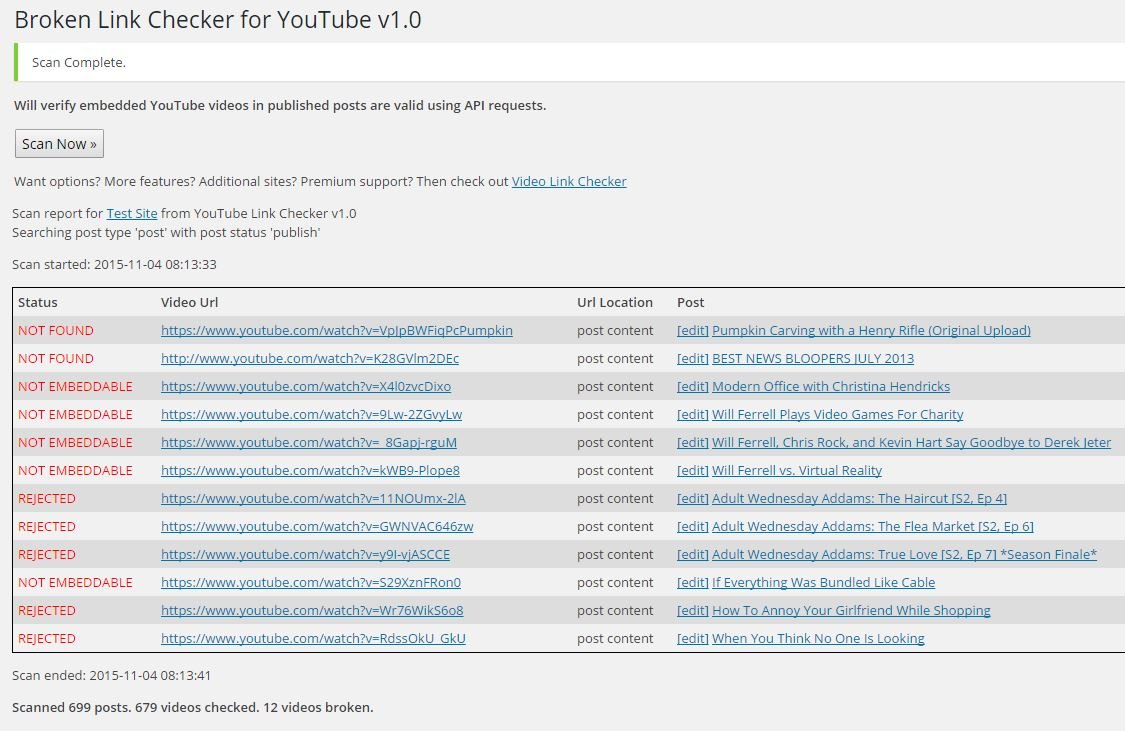 Broken Link Checker for YouTube v1.0
Scan Complete.
Will verify embedded YouTube videos in published posts are valid using API requests.
Scan Now »
Want options? More features? Additional sites? Premium support? Then check out Video Link Checker
Scan report for Test Site from YouTube Link Checker v1.0
Searching post type 'post' with post status 'publish'
Scan started: 2015-11-04 08:13:33
Status Video Url Url Location Post
NOT FOUND https://www.youtube.com/watch?v=VpJpBWFiqPcPumpkin post content [edit] Pumpkin Carving with a Henry Rifle (Original Upload)
NOT FOUND http://www.youtube.com/watch?v=K28GVlm2DEc post content [edit] BEST NEWS BLOOPERS JULY 2013
NOT EMBEDDABLE https://www.youtube.com/watch?v=X4l0zvcDixo post content [edit] Modern Office with Christina Hendricks
NOT EMBEDDABLE https://www.youtube.com/watch?v=9Lw-2ZGvyLw post content [edit] Will Ferrell Plays Video Games For Charity
NOT EMBEDDABLE https://www.youtube.com/watch?v=_8Gapj-rguM post content [edit] Will Ferrell, Chris Rock, and Kevin Hart Say Goodbye to Derek Jeter
NOT EMBEDDABLE https://www.youtube.com/watch?v=kWB9-Plope8 post content [edit] Will Ferrell vs. Virtual Reality
REJECTED https://www.youtube.com/watch?v=11NOUmx-2lA post content [edit] Adult Wednesday Addams: The Haircut [S2, Ep 4]
REJECTED https://www.youtube.com/watch?v=GWNVAC646zw post content [edit] Adult Wednesday Addams: The Flea Market [S2, Ep 6]
REJECTED https://www.youtube.com/watch?v=y9I-vjASCCE post content [edit] Adult Wednesday Addams: True Love [S2, Ep 7] *Season Finale*
NOT EMBEDDABLE https://www.youtube.com/watch?v=S29XznFRon0 post content [edit] If Everything Was Bundled Like Cable
REJECTED https://www.youtube.com/watch?v=Wr76WikS6o8 post content [edit] How To Annoy Your Girlfriend While Shopping
REJECTED https://www.youtube.com/watch?v=RdssOkU_GkU post content [edit] When You Think No One Is Looking
Scan ended: 2015-11-04 08:13:41
Scanned 699 posts. 679 videos checked. 12 videos broken.